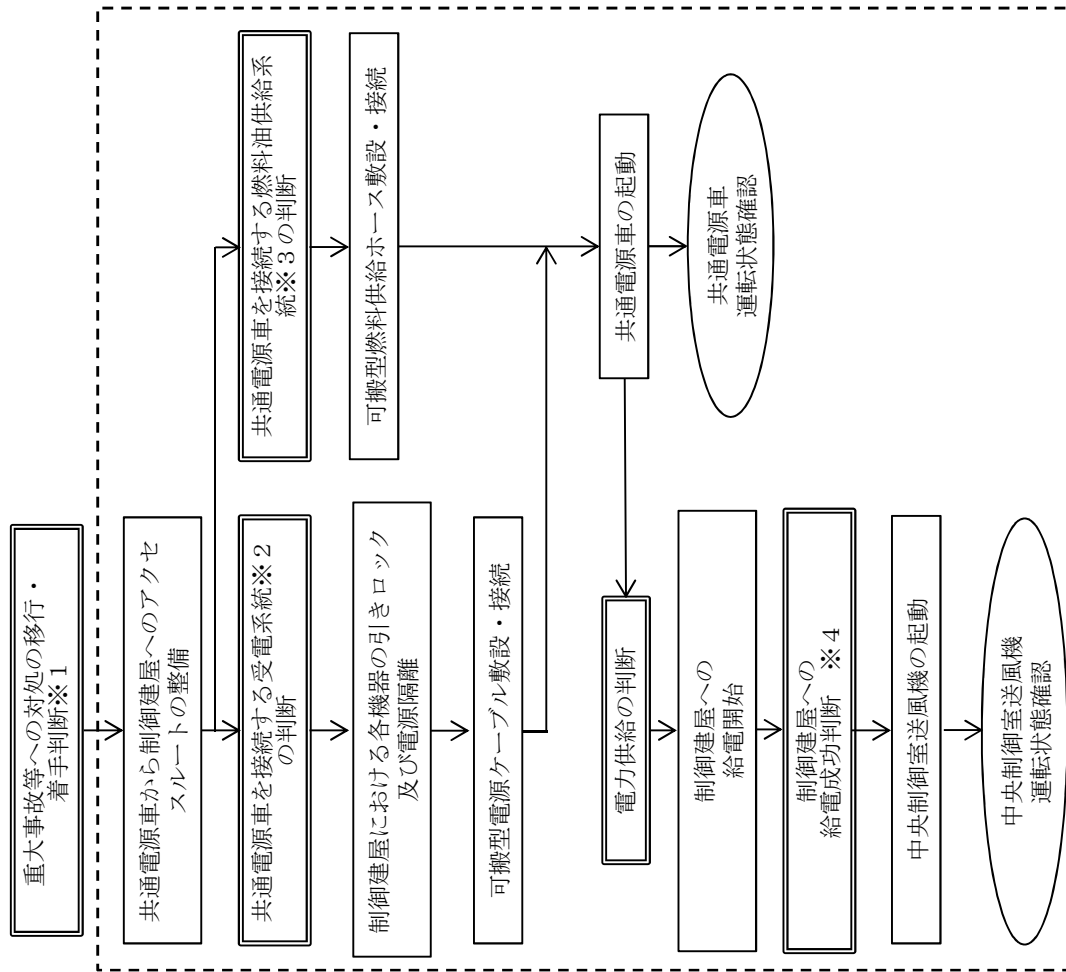 重大事故等への対処の移行・
着手判断※１
共通電源車から制御建屋へのアクセ
スルートの整備
共通電源車を接続する受電系統※２
の判断
共通電源車を接続する燃料油供給系
統※３の判断
制御建屋における各機器の引きロック
及び電源隔離
可搬型燃料供給ホース敷設・接続
可搬型電源ケーブル敷設・接続
共通電源車の起動
共通電源車
運転状態確認
電力供給の判断
制御建屋への
給電開始
制御建屋への
給電成功判断　※４
中央制御室送風機の起動
中央制御室送風機
運転状態確認